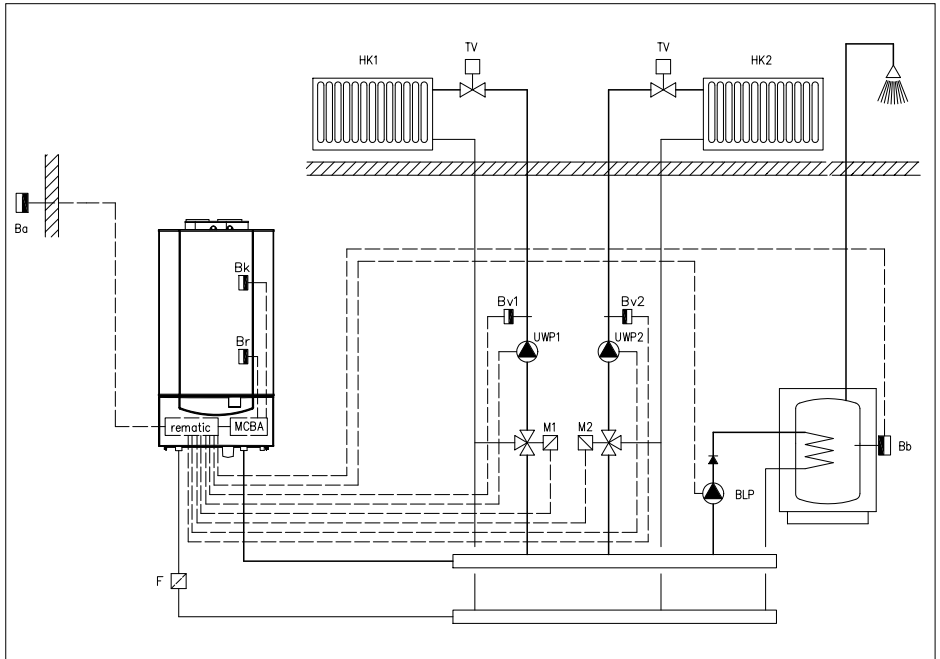 TV
TV
HK1
HK2
Ba
Bk
Bv1
Bv2
UWP1
UWP2
Br
rematic
MCBA
M1
M2
Bb
BLP
F